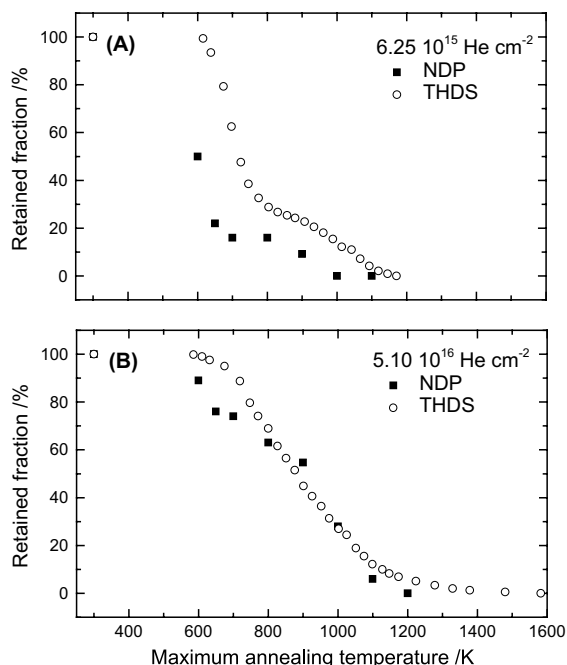 (A)
6.25 10¹⁵ He cm⁻²
NDP
THDS
Retained fraction /%
100
80
60
40
20
0
(B)
5.10 10¹⁶ He cm⁻²
NDP
THDS
Retained fraction /%
100
80
60
40
20
0
400 600 800 1000 1200 1400 1600
Maximum annealing temperature /K